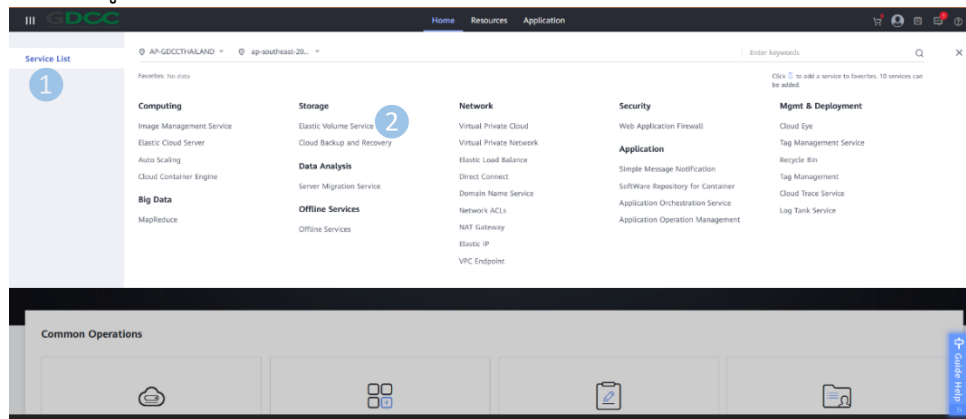 GDCC Home Resources Application
Service List
AP-GDCCTHAILAND ap-southeast-20... Enter keywords
Favorites: No data
Click to add a service to favorites. 10 services can be added.
1
Computing
Image Management Service
Elastic Cloud Server
Auto Scaling
Cloud Container Engine
Big Data
MapReduce
Storage
Elastic Volume Service
2
Cloud Backup and Recovery
Data Analysis
Server Migration Service
Offline Services
Offline Services
Network
Virtual Private Cloud
Virtual Private Network
Elastic Load Balance
Direct Connect
Domain Name Service
Network ACLs
NAT Gateway
Elastic IP
VPC Endpoint
Security
Web Application Firewall
Application
Simple Message Notification
SoftWare Repository for Container
Application Orchestration Service
Application Operation Management
Mgmt & Deployment
Cloud Eye
Tag Management Service
Recycle Bin
Tag Management
Cloud Trace Service
Log Tank Service
Common Operations
Guide Help